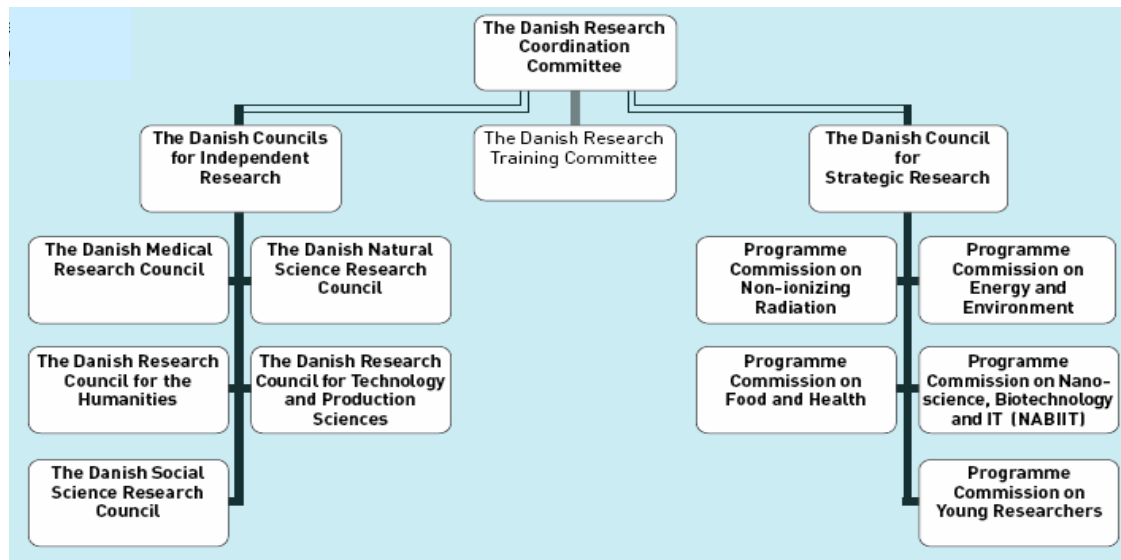 The Danish Research
Coordination
Committee
The Danish Councils
for Independent
Research
The Danish Research
Training Committee
The Danish Council
for
Strategic Research
The Danish Medical
Research Council
The Danish Natural
Science Research
Council
Programme
Commission on
Non-ionizing
Radiation
Programme
Commission on
Energy and
Environment
The Danish Research
Council for the
Humanities
The Danish Research
Council for Technology
and Production
Sciences
Programme
Commission on
Food and Health
Programme
Commission on Nano-
science, Biotechnology
and IT (NABIIT)
The Danish Social
Science Research
Council
Programme
Commission on
Young Researchers